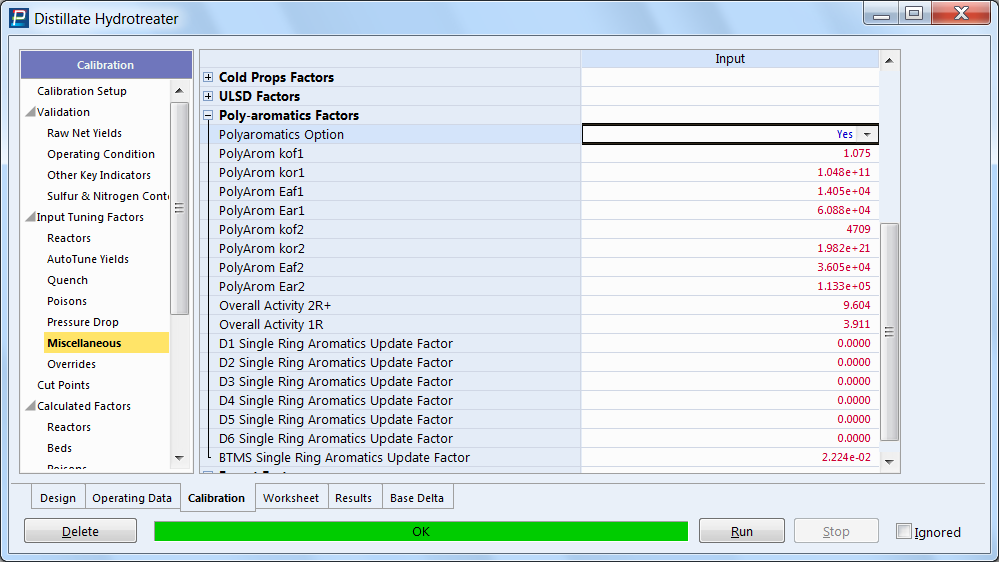 Distillate Hydrotreater
Calibration
Calibration Setup
Validation
Raw Net Yields
Operating Condition
Other Key Indicators
Sulfur & Nitrogen Conte
Input Tuning Factors
Reactors
AutoTune Yields
Quench
Poisons
Pressure Drop
Miscellaneous
Overrides
Cut Points
Calculated Factors
Reactors
Beds
Poisons
Input
Cold Props Factors
ULSD Factors
Poly-aromatics Factors
Polyaromatics Option Yes
PolyArom kof1 1.075
PolyArom kor1 1.048e+11
PolyArom Eaf1 1.405e+04
PolyArom Ear1 6.088e+04
PolyArom kof2 4709
PolyArom kor2 1.982e+21
PolyArom Eaf2 3.605e+04
PolyArom Ear2 1.133e+05
Overall Activity 2R+ 9.604
Overall Activity 1R 3.911
D1 Single Ring Aromatics Update Factor 0.0000
D2 Single Ring Aromatics Update Factor 0.0000
D3 Single Ring Aromatics Update Factor 0.0000
D4 Single Ring Aromatics Update Factor 0.0000
D5 Single Ring Aromatics Update Factor 0.0000
D6 Single Ring Aromatics Update Factor 0.0000
BTMS Single Ring Aromatics Update Factor 2.224e-02
Design Operating Data Calibration Worksheet Results Base Delta
Delete OK Run Stop Ignored